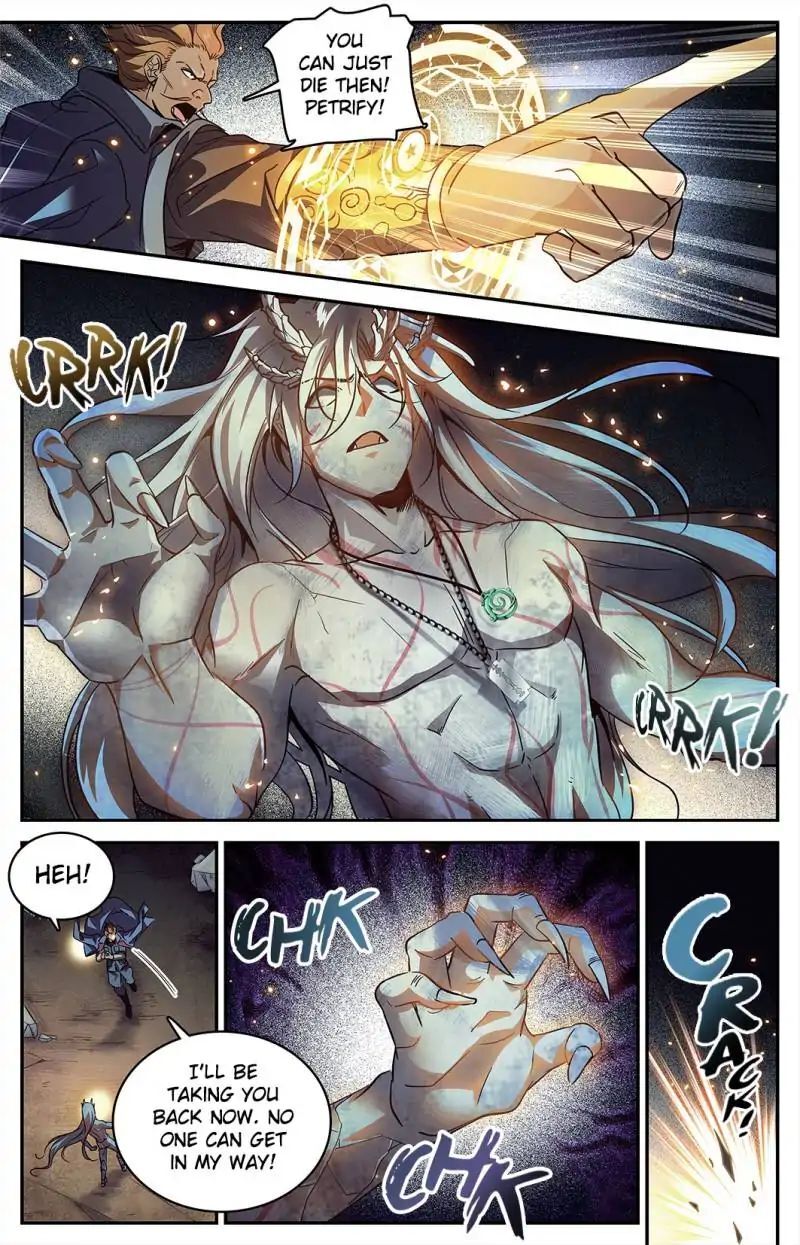 YOU
CAN JUST
DIE THEN!
PETRIFY!
CRRK!
CRRK!
HEH!
I'LL BE
TAKING YOU
BACK NOW. NO
ONE CAN GET
IN MY WAY!
CHK
CHK
CRACK!